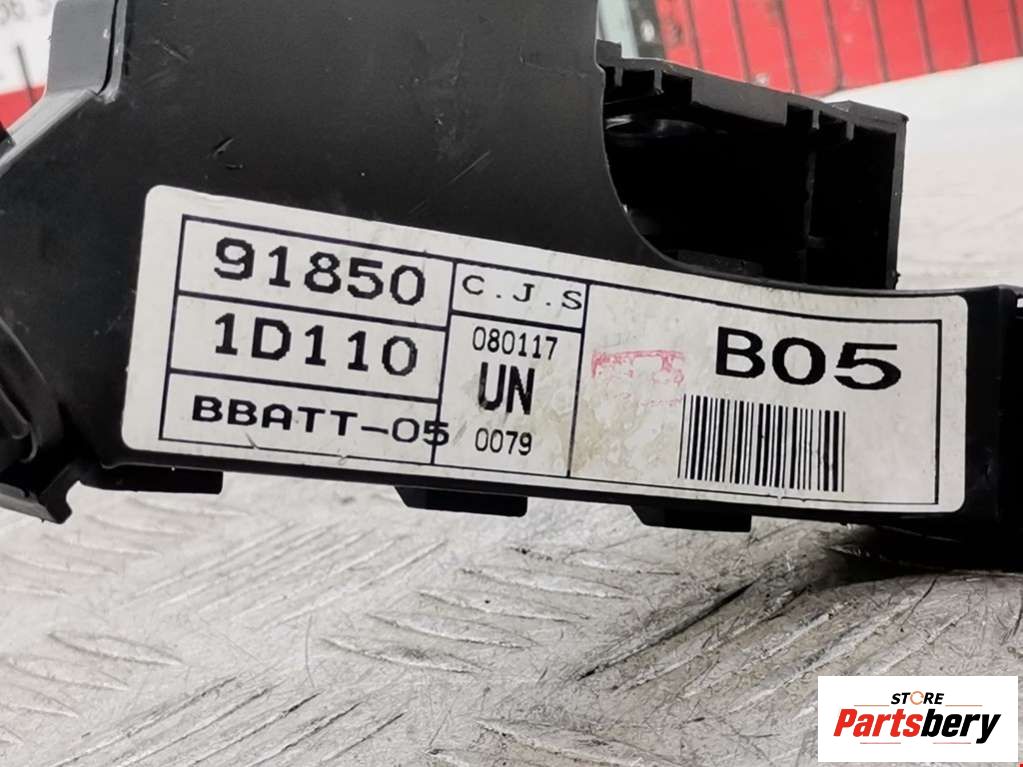 91850
1D110
BBATT-05
C.J.S
080117
UN
0079
B05
STORE
Partsbery